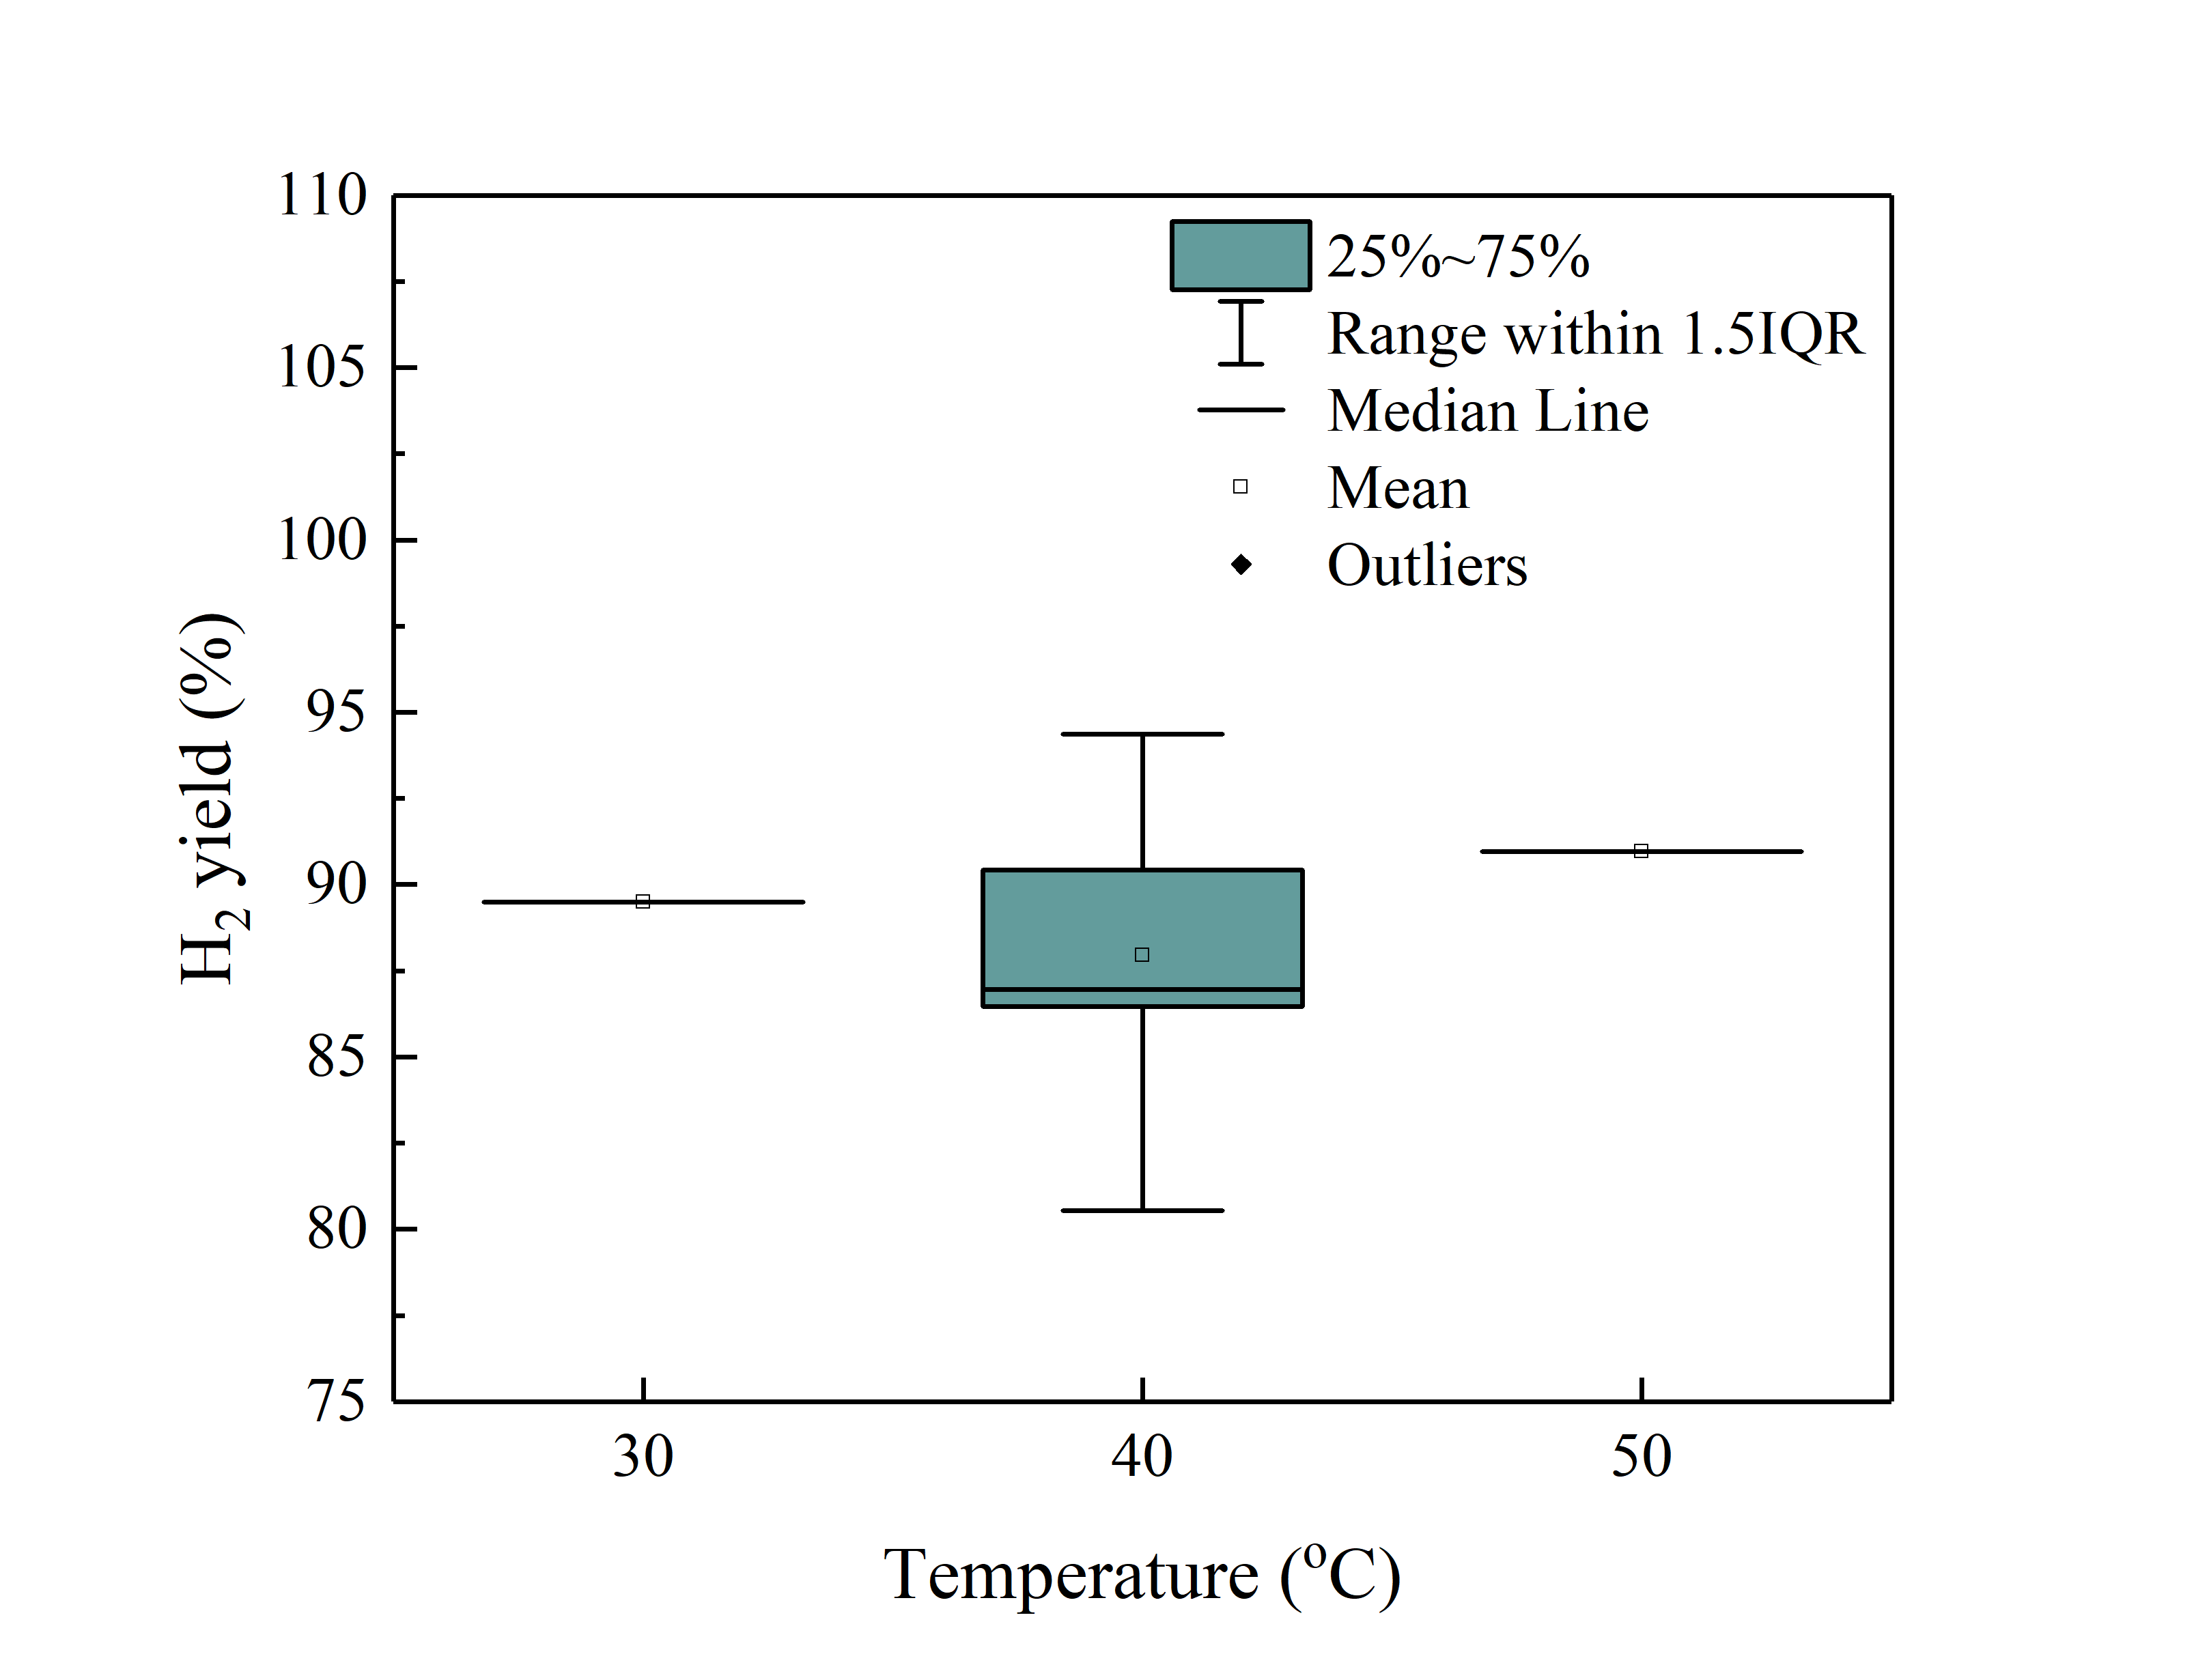 110
105
100
95
90
85
80
75
H₂ yield (%)
25%~75%
Range within 1.5IQR
Median Line
Mean
Outliers
30 40 50
Temperature (°C)